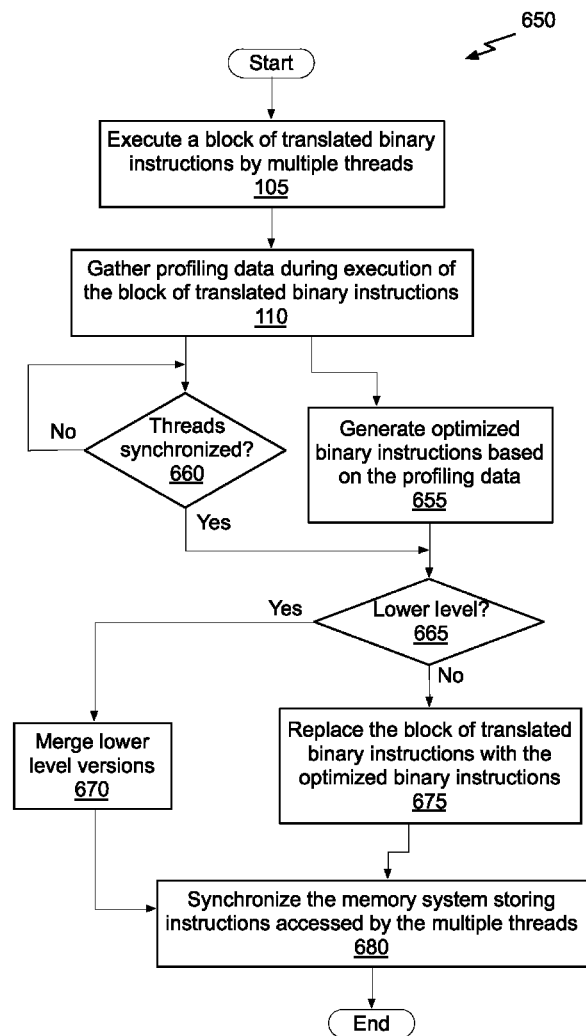 650
Start
Execute a block of translated binary
instructions by multiple threads
105
Gather profiling data during execution of
the block of translated binary instructions
110
Threads
synchronized?
660
No
Yes
Generate optimized
binary instructions based
on the profiling data
655
Lower level?
665
Yes
No
Merge lower
level versions
670
Replace the block of translated
binary instructions with the
optimized binary instructions
675
Synchronize the memory system storing
instructions accessed by the multiple threads
680
End